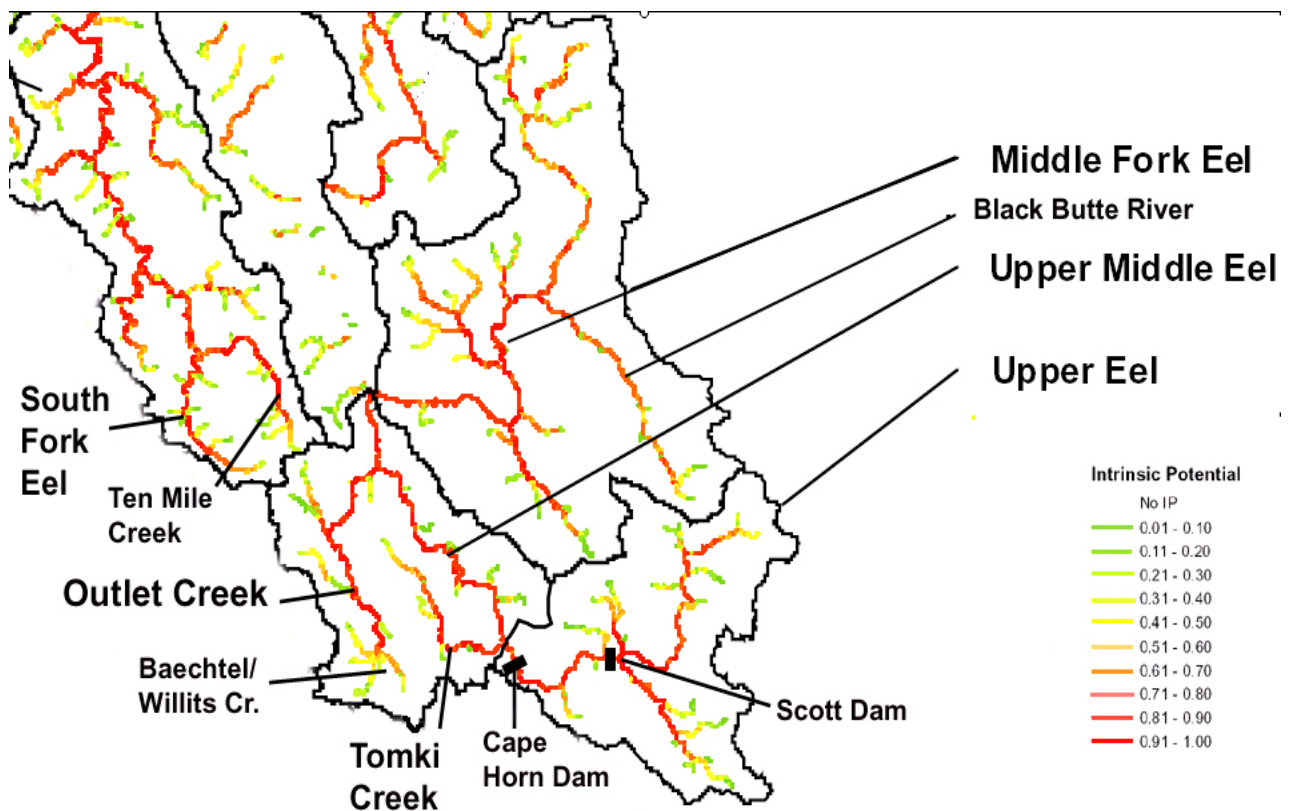 Middle Fork Eel
Black Butte River
Upper Middle Eel
Upper Eel
South
Fork
Eel
Ten Mile
Creek
Outlet Creek
Baechtel/
Willits Cr.
Tomki
Creek
Cape
Horn Dam
Scott Dam
Intrinsic Potential
No IP
0.01 - 0.10
0.11 - 0.20
0.21 - 0.30
0.31 - 0.40
0.41 - 0.50
0.51 - 0.60
0.61 - 0.70
0.71 - 0.80
0.81 - 0.90
0.91 - 1.00